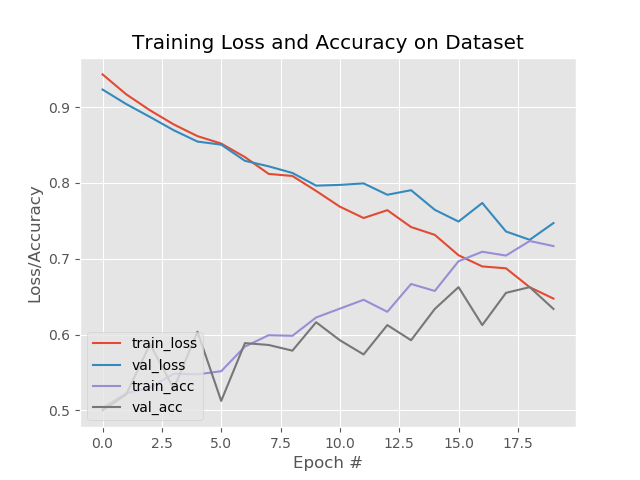 Training Loss and Accuracy on Dataset
Loss/Accuracy
0.9
0.8
0.7
0.6
0.5
train_loss
val_loss
train_acc
val_acc
0.0 2.5 5.0 7.5 10.0 12.5 15.0 17.5
Epoch #